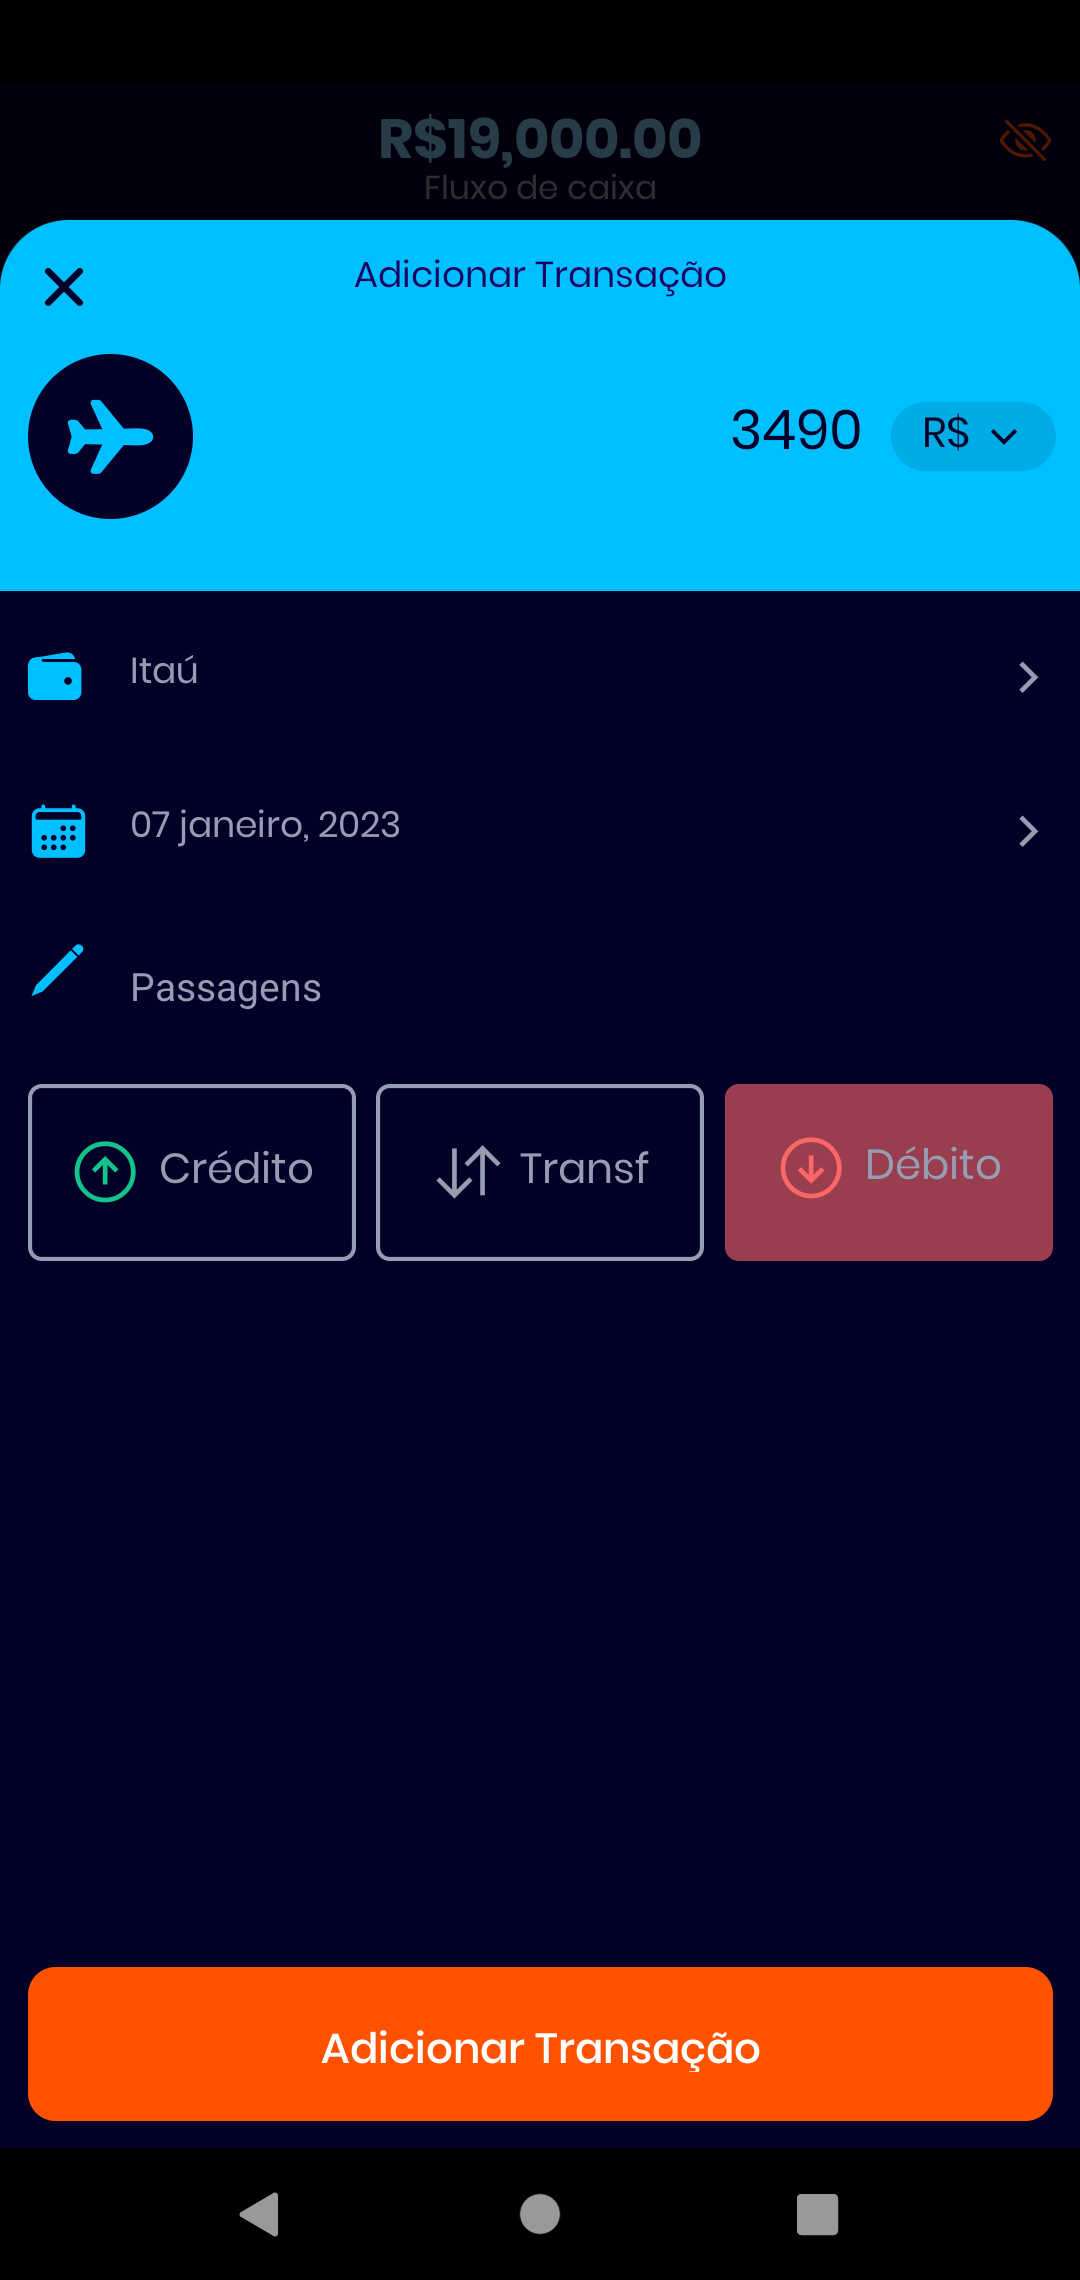 R$19,000.00
Fluxo de caixa
Adicionar Transação
3490 R$
Itaú
07 janeiro, 2023
Passagens
Crédito Transf Débito
Adicionar Transação